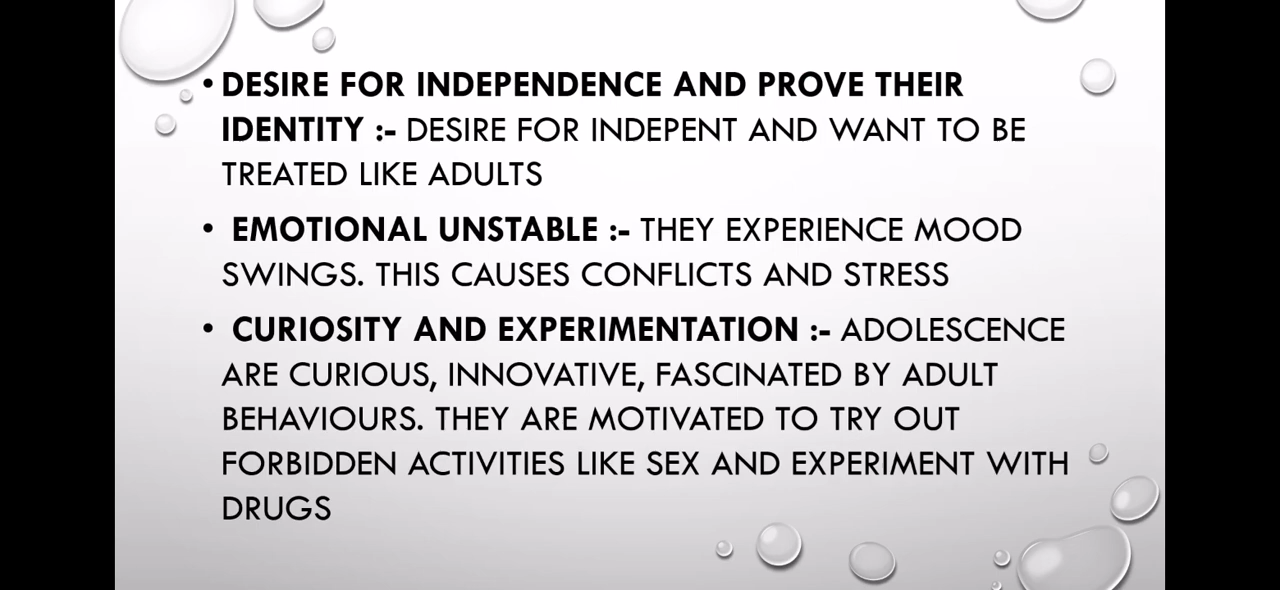 • DESIRE FOR INDEPENDENCE AND PROVE THEIR
IDENTITY :- DESIRE FOR INDEPENT AND WANT TO BE
TREATED LIKE ADULTS
• EMOTIONAL UNSTABLE :- THEY EXPERIENCE MOOD
SWINGS. THIS CAUSES CONFLICTS AND STRESS
• CURIOSITY AND EXPERIMENTATION :- ADOLESCENCE
ARE CURIOUS, INNOVATIVE, FASCINATED BY ADULT
BEHAVIOURS. THEY ARE MOTIVATED TO TRY OUT
FORBIDDEN ACTIVITIES LIKE SEX AND EXPERIMENT WITH
DRUGS